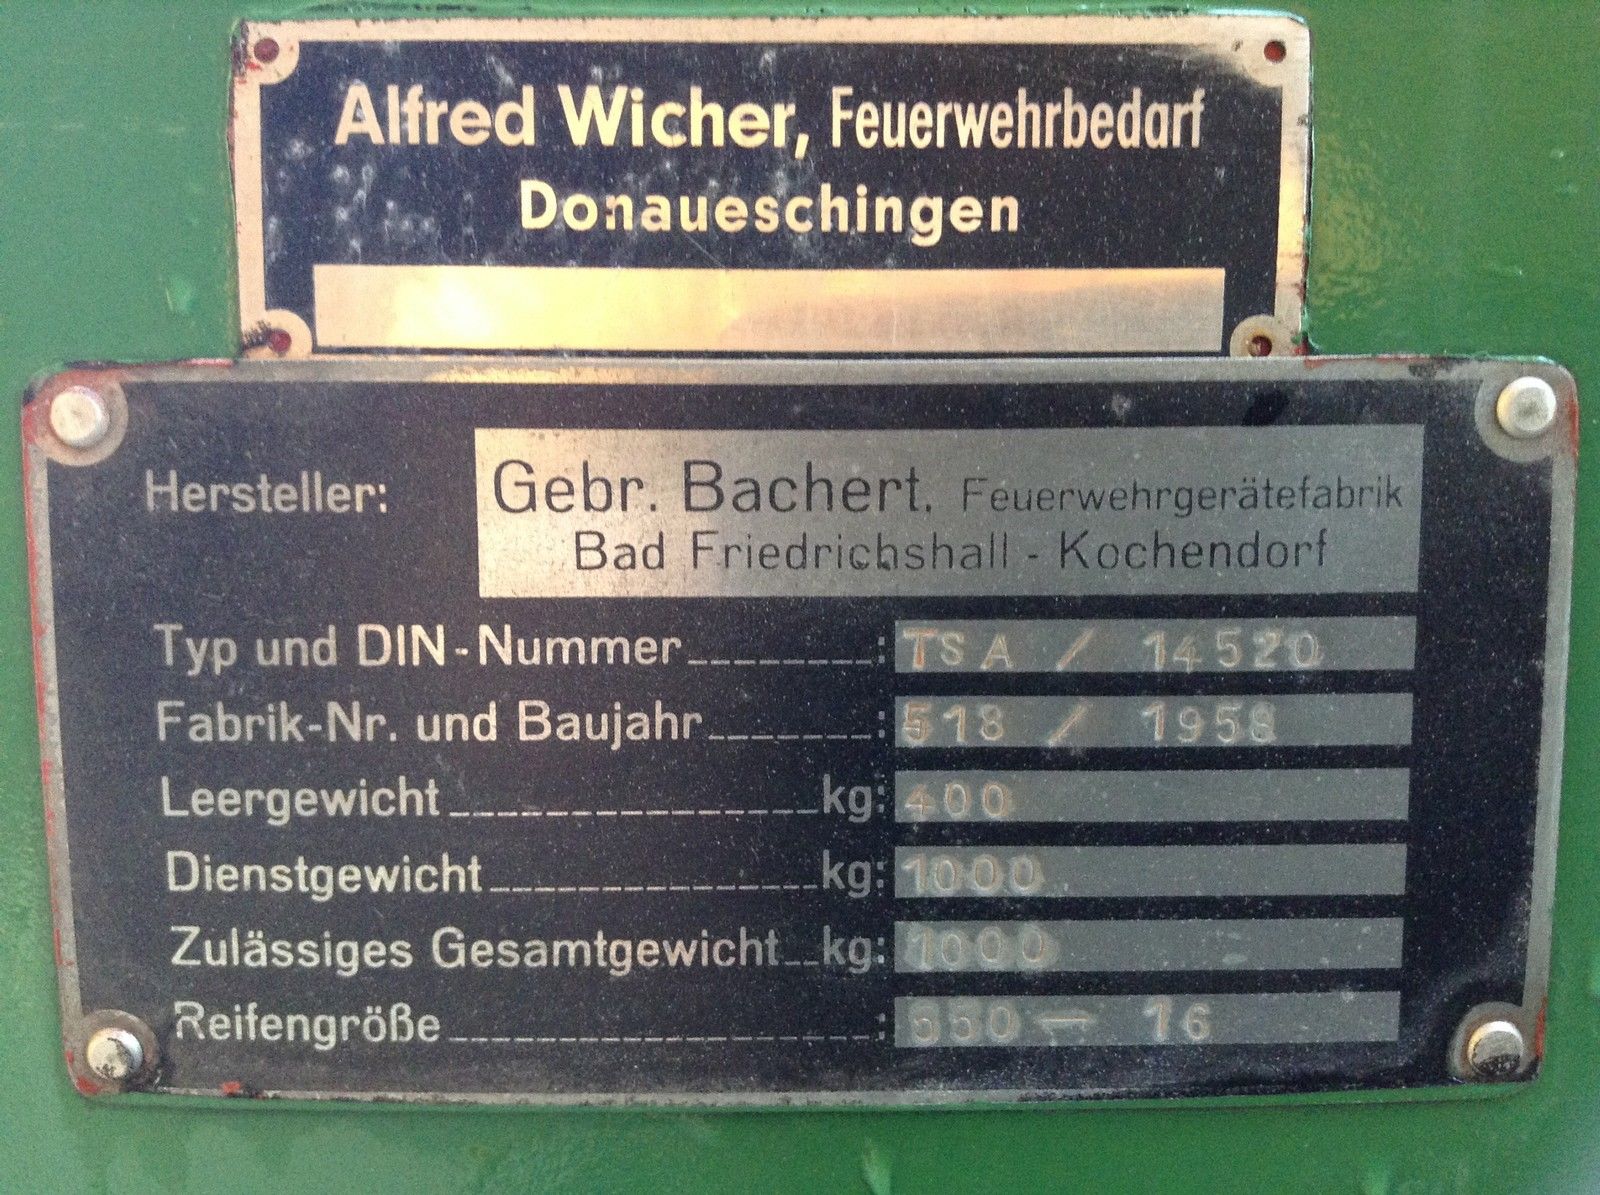 Alfred Wicher, Feuerwehrbedarf
Donaueschingen
Hersteller: Gebr. Bachert, Feuerwehrgerätefabrik
Bad Friedrichshall - Kochendorf
Typ und DIN-Nummer : TSA / 14520
Fabrik-Nr. und Baujahr : 518 / 1958
Leergewicht kg: 400
Dienstgewicht kg: 1000
Zulässiges Gesamtgewicht kg: 1000
Reifengröße : 550 - 16